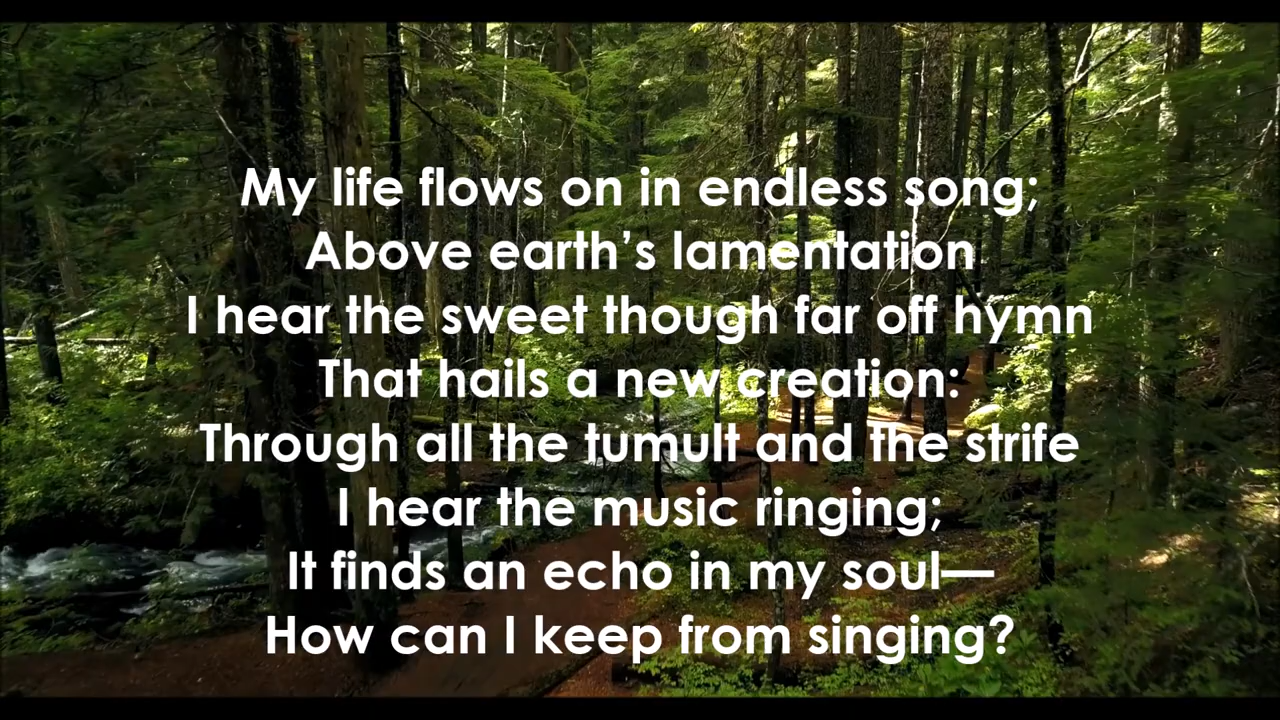 My life flows on in endless song;
Above earth’s lamentation
I hear the sweet though far off hymn
That hails a new creation:
Through all the tumult and the strife
I hear the music ringing;
It finds an echo in my soul—
How can I keep from singing?